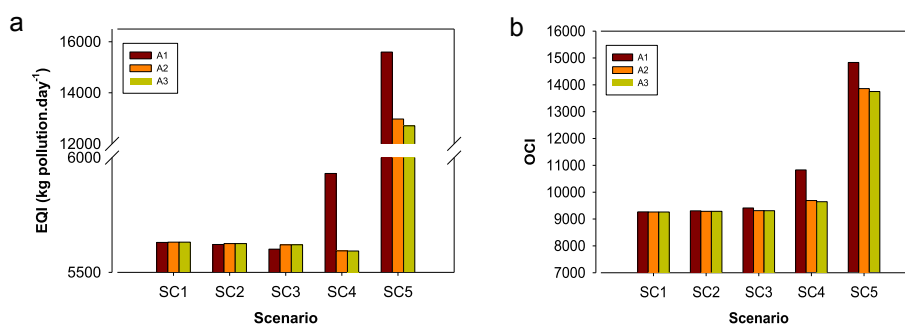 a
EQI (kg pollution.day-1)
16000
15000
12000
6000
5500
A1
A2
A3
SC1 SC2 SC3 SC4 SC5
Scenario
b
OCI
16000
15000
14000
13000
12000
11000
10000
9000
8000
7000
A1
A2
A3
SC1 SC2 SC3 SC4 SC5
Scenario